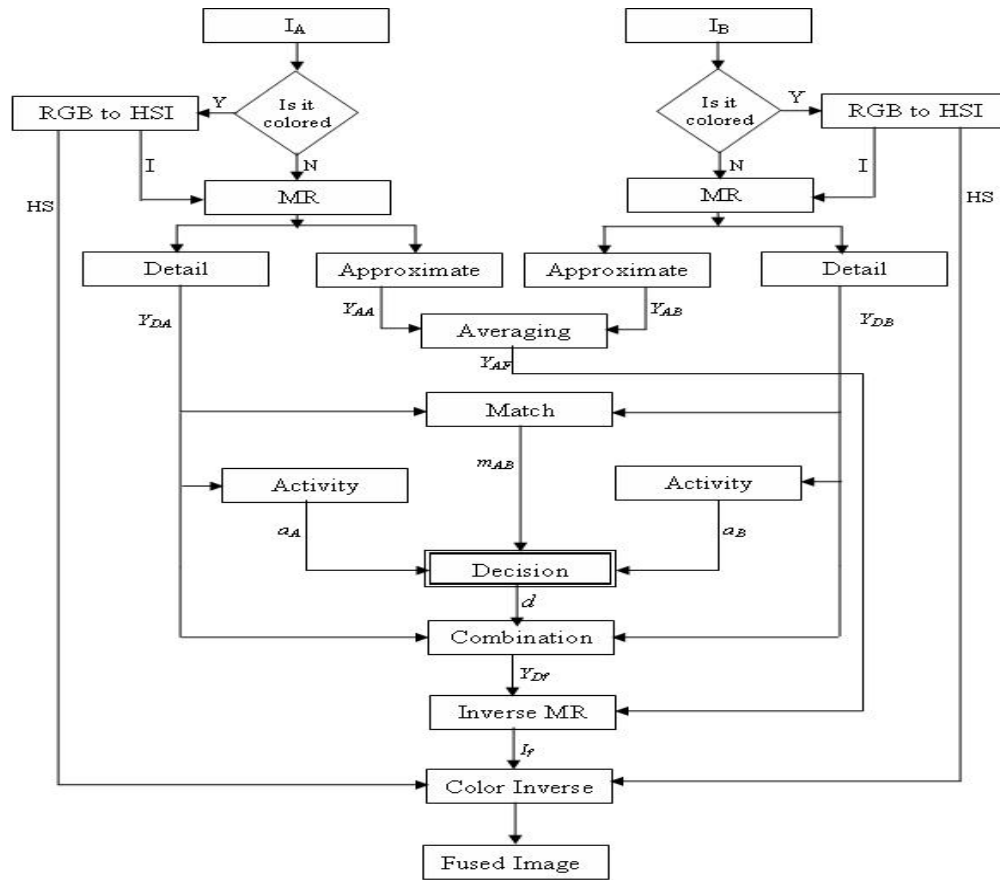 I_A
I_B
Is it
colored
Y
RGB to HSI
Is it
colored
Y
RGB to HSI
N
I
HS
N
I
HS
MR
MR
Detail
Approximate
Approximate
Detail
Y_DA
Y_AA
Y_AB
Y_DB
Averaging
Y_AF
Match
m_AB
Activity
Activity
a_A
a_B
Decision
d
Combination
Y_Df
Inverse MR
I_f
Color Inverse
Fused Image